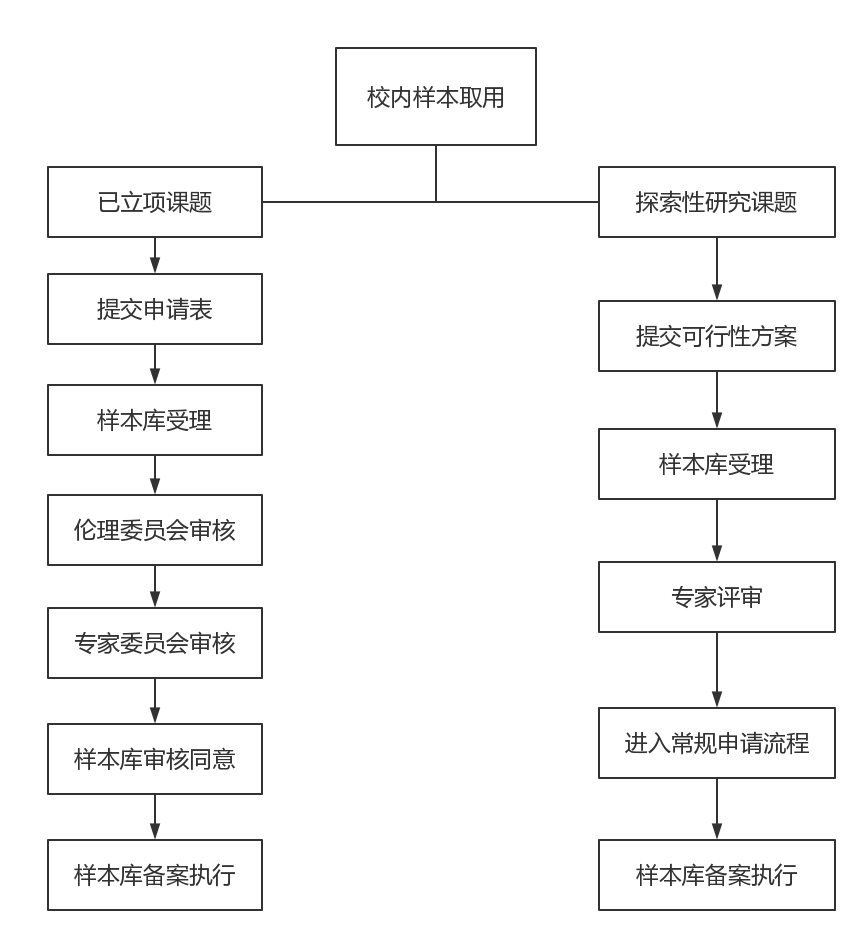 校内样本取用
已立项课题
探索性研究课题
提交申请表
提交可行性方案
样本库受理
样本库受理
伦理委员会审核
专家评审
专家委员会审核
样本库审核同意
进入常规申请流程
样本库备案执行
样本库备案执行